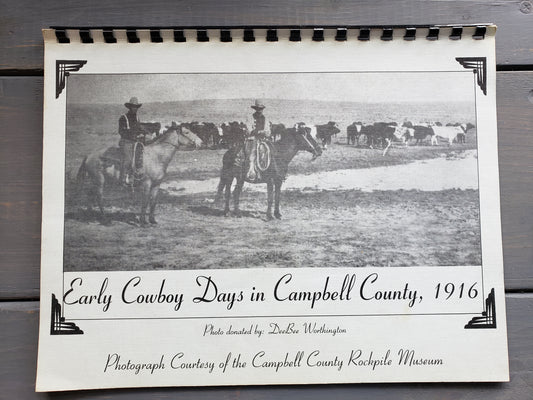 Early Cowboy Days in Campbell County, 1916
Photo donated by: DeeBee Worthington
Photograph Courtesy of the Campbell County Rockpile Museum